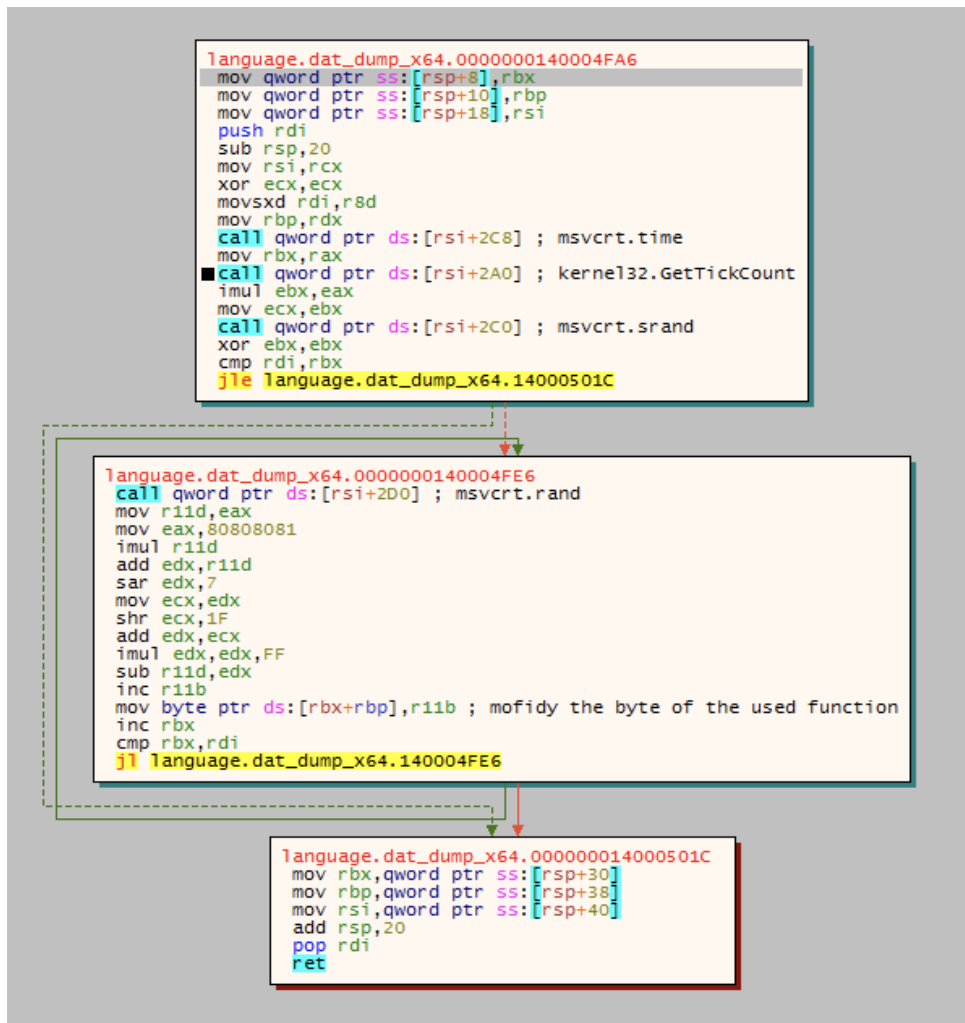 language.dat_dump_x64.0000000140004FA6
mov qword ptr ss:[rsp+8],rbx
mov qword ptr ss:[rsp+10],rbp
mov qword ptr ss:[rsp+18],rsi
push rdi
sub rsp,20
mov rsi,rcx
xor ecx,ecx
movsxd rdi,r8d
mov rbp,rdx
call qword ptr ds:[rsi+2C8] ; msvcrt.time
mov rbx,rax
call qword ptr ds:[rsi+2A0] ; kernel32.GetTickCount
imul ebx,eax
mov ecx,ebx
call qword ptr ds:[rsi+2C0] ; msvcrt.srand
xor ebx,ebx
cmp rdi,rbx
jle language.dat_dump_x64.14000501C
language.dat_dump_x64.0000000140004FE6
call qword ptr ds:[rsi+2D0] ; msvcrt.rand
mov r11d,eax
mov eax,80808081
imul r11d
add edx,r11d
sar edx,7
mov ecx,edx
shr ecx,1F
add edx,ecx
imul edx,edx,FF
sub r11d,edx
inc r11b
mov byte ptr ds:[rbx+rbp],r11b ; mofidy the byte of the used function
inc rbx
cmp rbx,rdi
jl language.dat_dump_x64.140004FE6
language.dat_dump_x64.000000014000501C
mov rbx,qword ptr ss:[rsp+30]
mov rbp,qword ptr ss:[rsp+38]
mov rsi,qword ptr ss:[rsp+40]
add rsp,20
pop rdi
ret